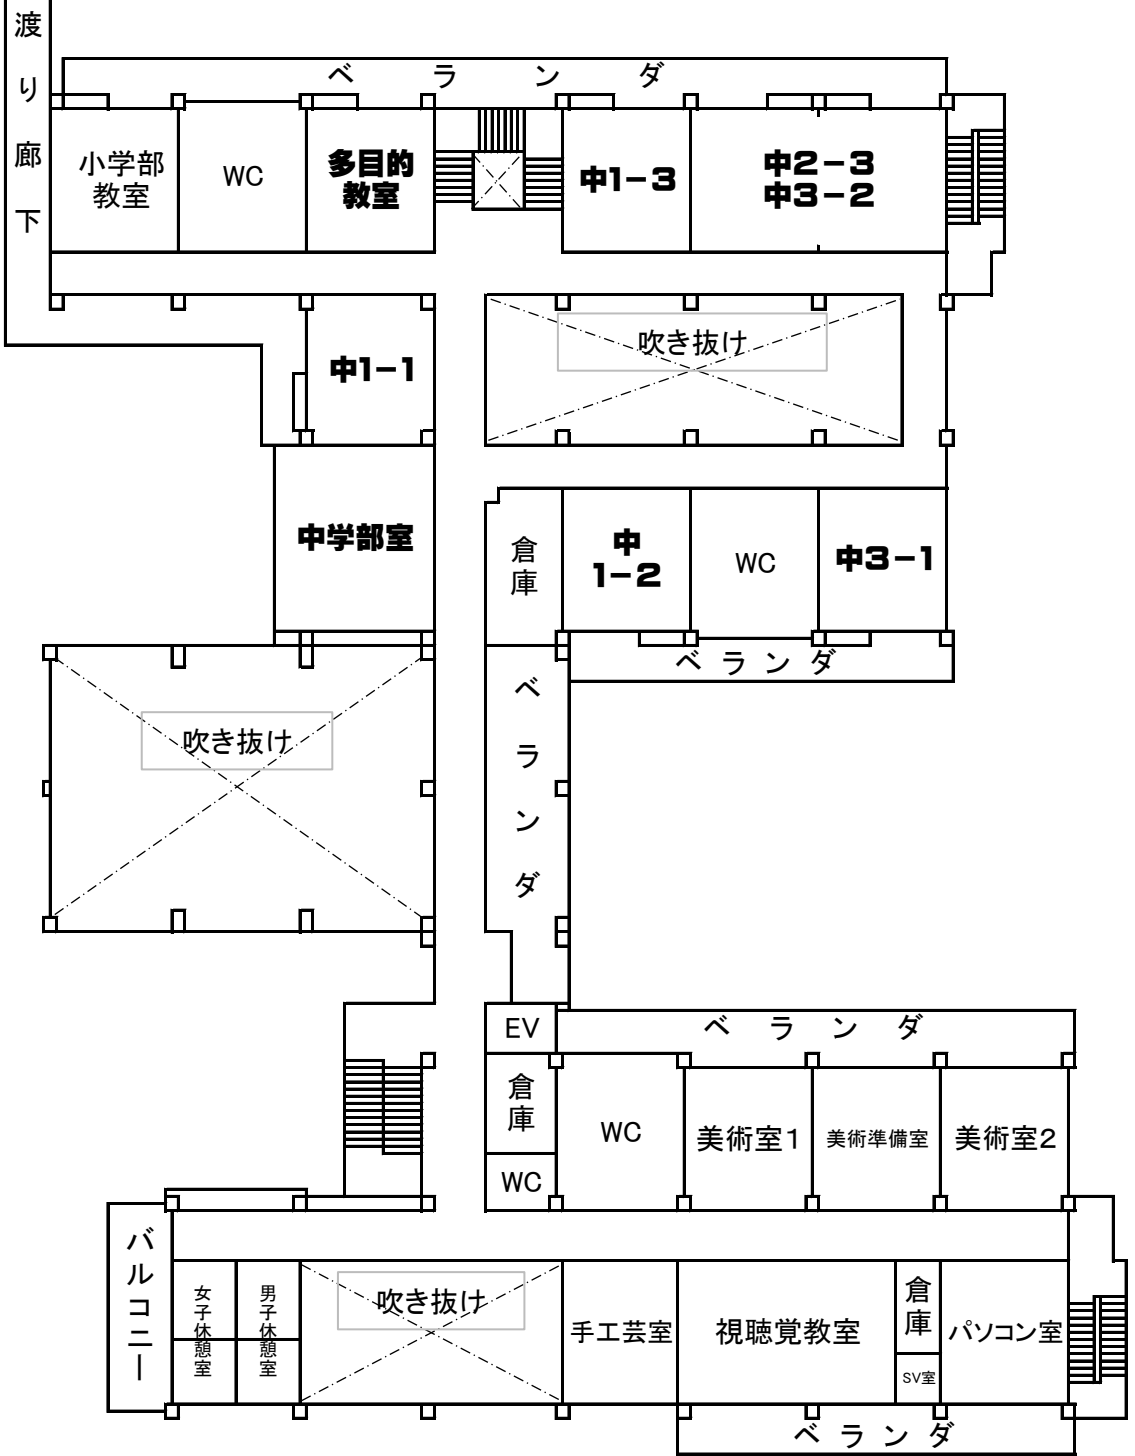 渡り廊下
ベランダ
小学部
教室
WC
多目的
教室
中1-3
中2-3
中3-2
吹き抜け
中1-1
中学部室
倉庫
中
1-2
WC
中3-1
ベランダ
ベランダ
吹き抜け
EV
ベランダ
倉庫
WC
WC
美術室1
美術準備室
美術室2
バルコニー
女子休憩室
男子休憩室
吹き抜け
手工芸室
視聴覚教室
倉庫
SV室
パソコン室
ベランダ